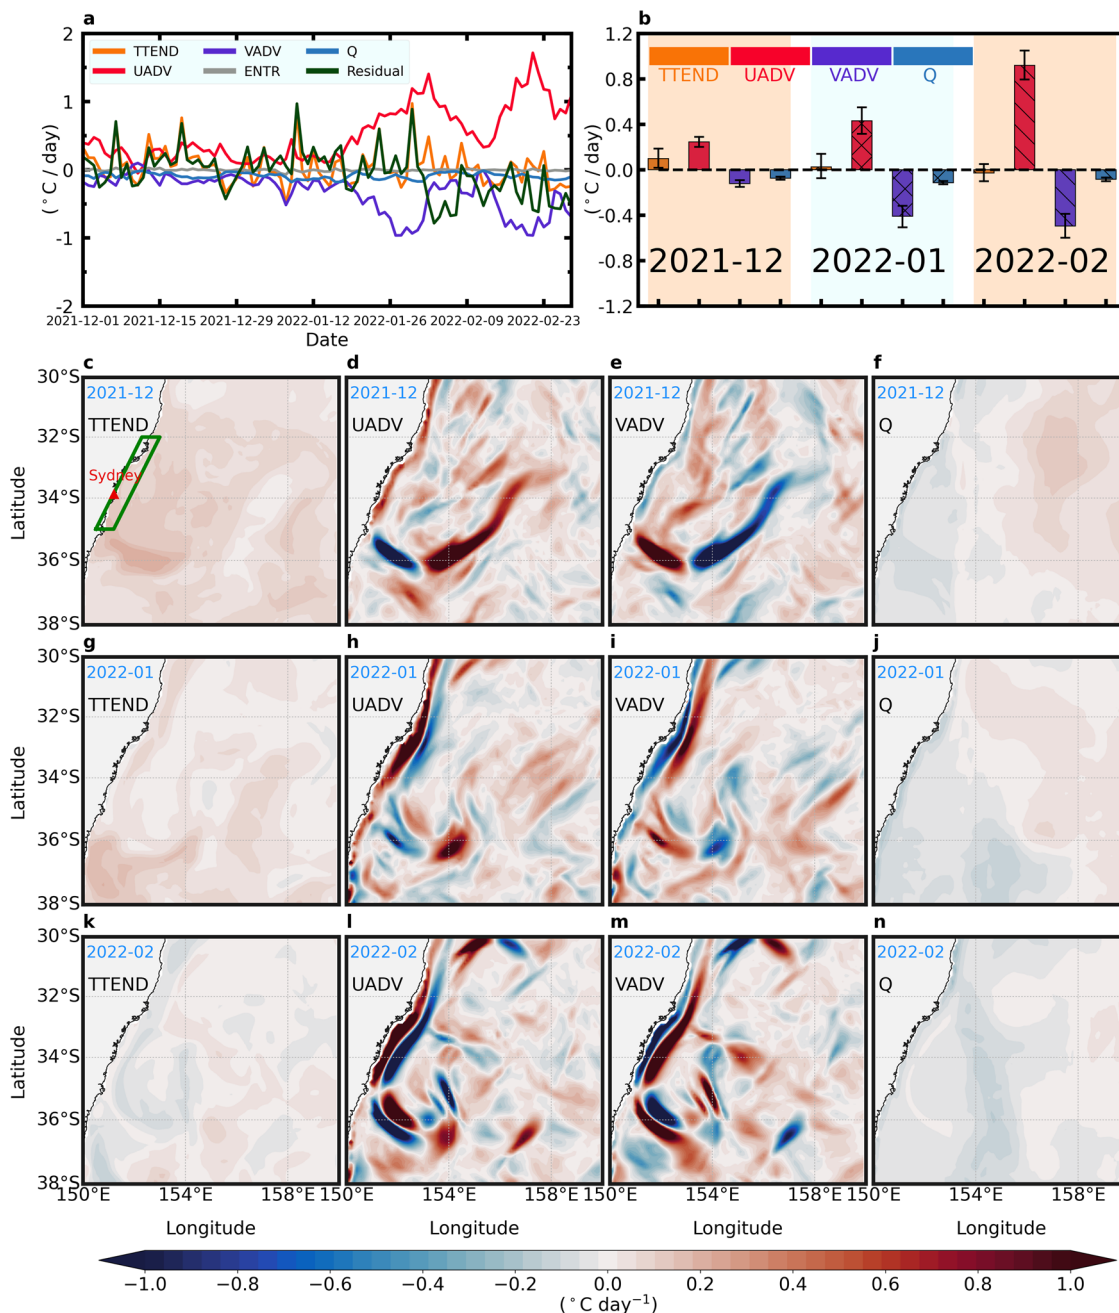 a
2
1
0
-1
-2
(°C / day)
TTEND VADV Q
UADV ENTR Residual
2021-12-01 2021-12-15 2021-12-29 2022-01-12 2022-01-26 2022-02-09 2022-02-23
Date
b
1.2
0.8
0.4
0.0
-0.4
-0.8
-1.2
(°C / day)
TTEND UADV VADV Q
2021-12 2022-01 2022-02
c d e f
30°S
32°S
34°S
36°S
38°S
Latitude
2021-12
TTEND
Sydney
2021-12
UADV
2021-12
VADV
2021-12
Q
g h i j
30°S
32°S
34°S
36°S
38°S
Latitude
2022-01
TTEND
2022-01
UADV
2022-01
VADV
2022-01
Q
k l m n
30°S
32°S
34°S
36°S
38°S
Latitude
2022-02
TTEND
2022-02
UADV
2022-02
VADV
2022-02
Q
150°E 154°E 158°E 150°E 154°E 158°E 150°E 154°E 158°E 150°E 154°E 158°E
Longitude Longitude Longitude Longitude
−1.0 −0.8 −0.6 −0.4 −0.2 0.0 0.2 0.4 0.6 0.8 1.0
(°C day⁻¹)